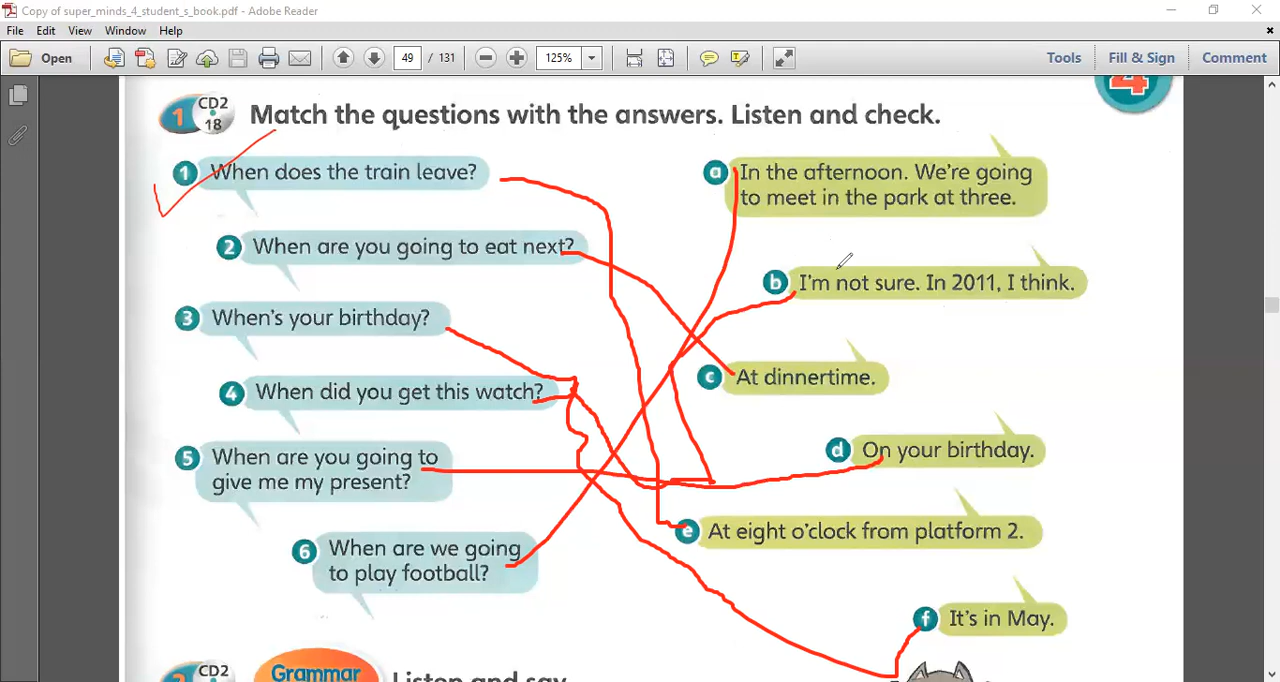 Copy of super_minds_4_student_s_book.pdf - Adobe Reader
File Edit View Window Help
Open 49 / 131 125% Tools Fill & Sign Comment
4
1 CD2 18 Match the questions with the answers. Listen and check.
1 When does the train leave?
2 When are you going to eat next?
3 When's your birthday?
4 When did you get this watch?
5 When are you going to
give me my present?
6 When are we going
to play football?
a In the afternoon. We're going
to meet in the park at three.
b I'm not sure. In 2011, I think.
c At dinnertime.
d On your birthday.
e At eight o'clock from platform 2.
f It's in May.
CD2 Grammar Listen and say